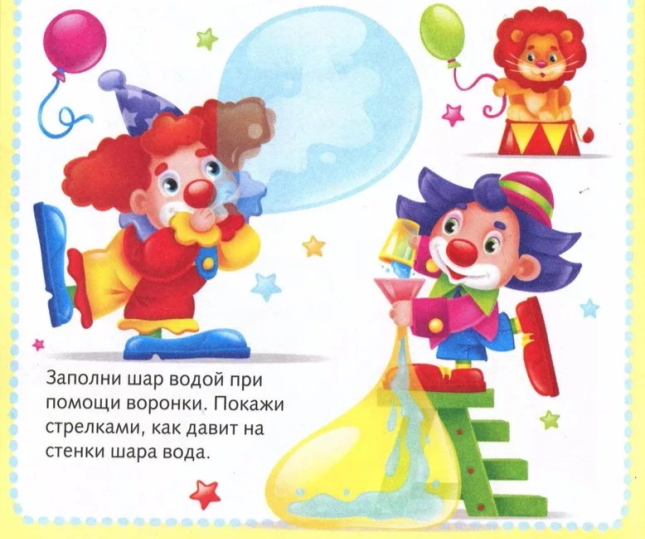 Заполни шар водой при
помощи воронки. Покажи
стрелками, как давит на
стенки шара вода.